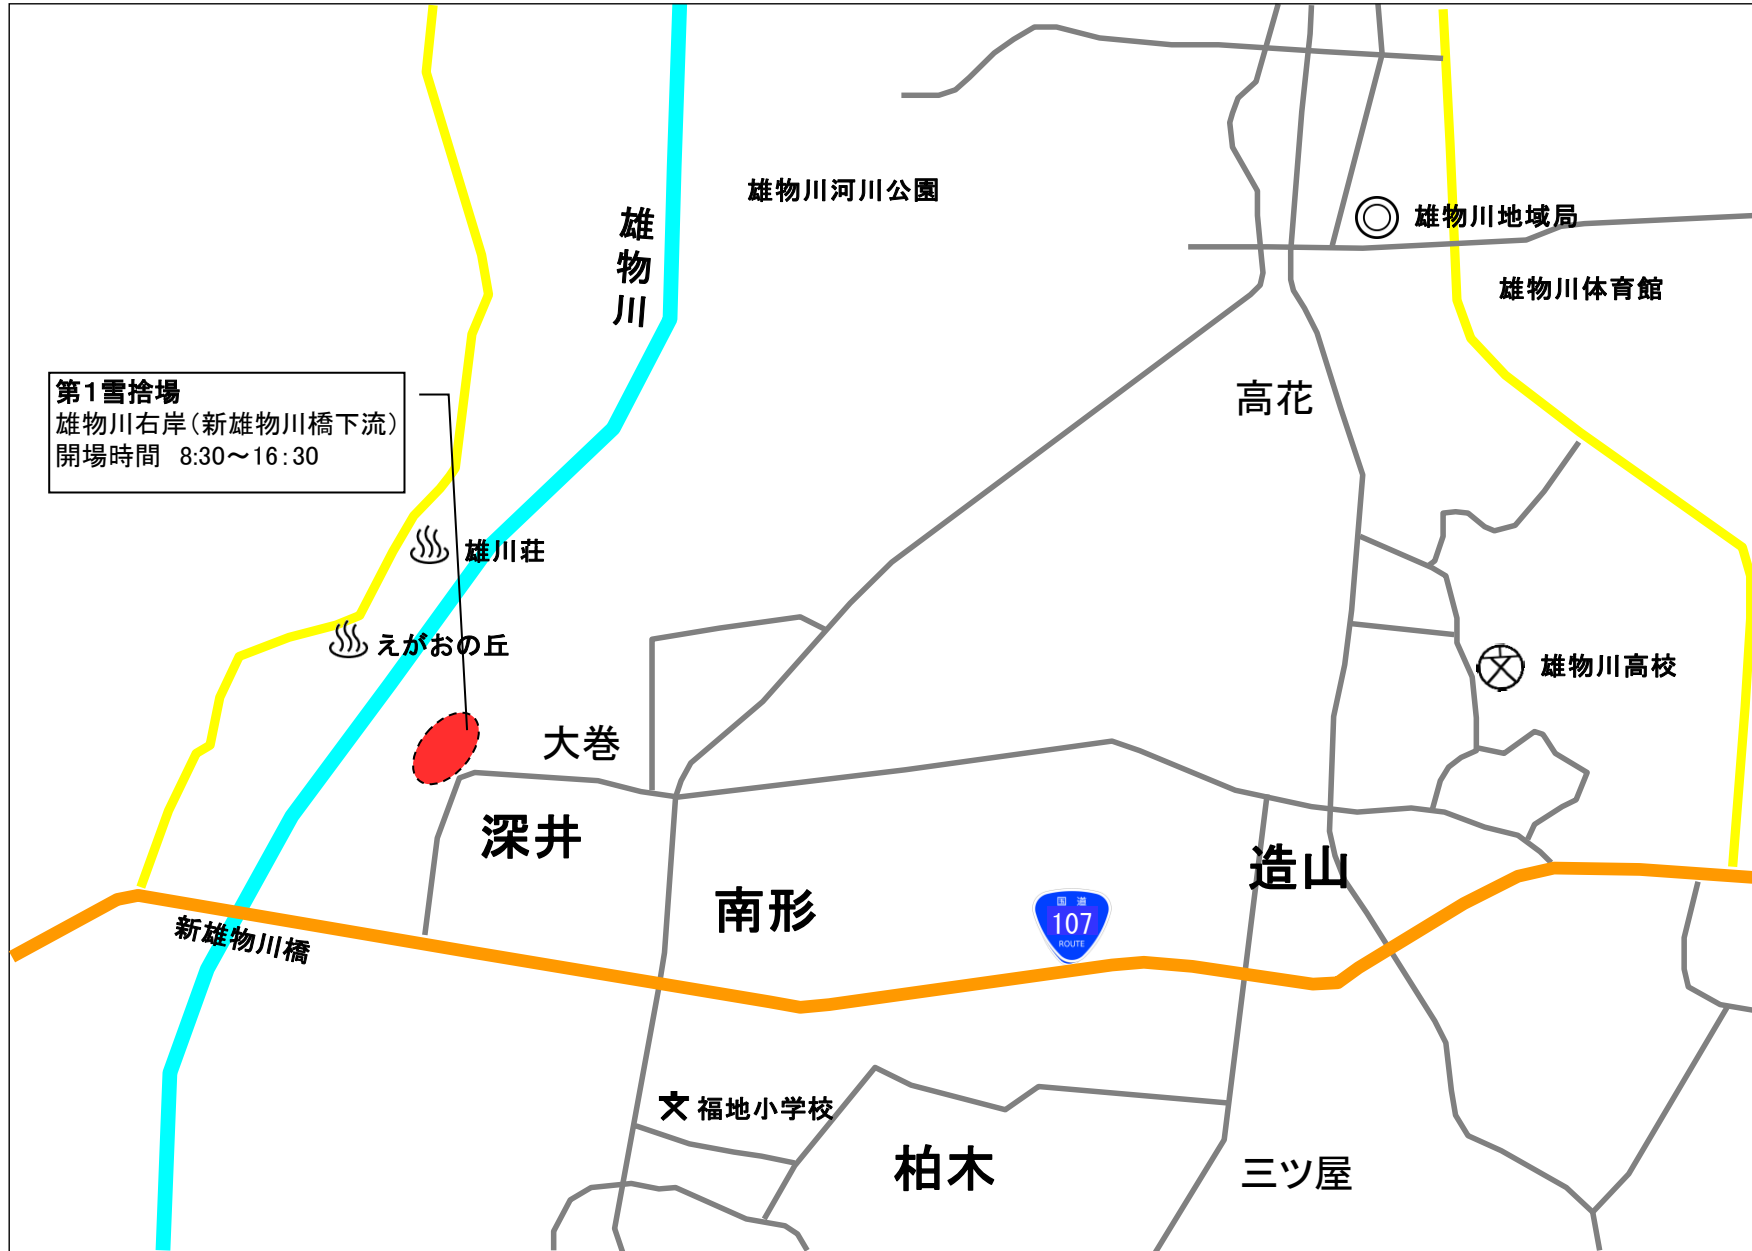 雄物川河川公園
雄物川
雄物川地域局
雄物川体育館
第1雪捨場
雄物川右岸（新雄物川橋下流）
開場時間 8:30～16:30
高花
雄川荘
えがおの丘
雄物川高校
大巻
深井
造山
南形
国道
107
ROUTE
新雄物川橋
福地小学校
柏木
三ツ屋